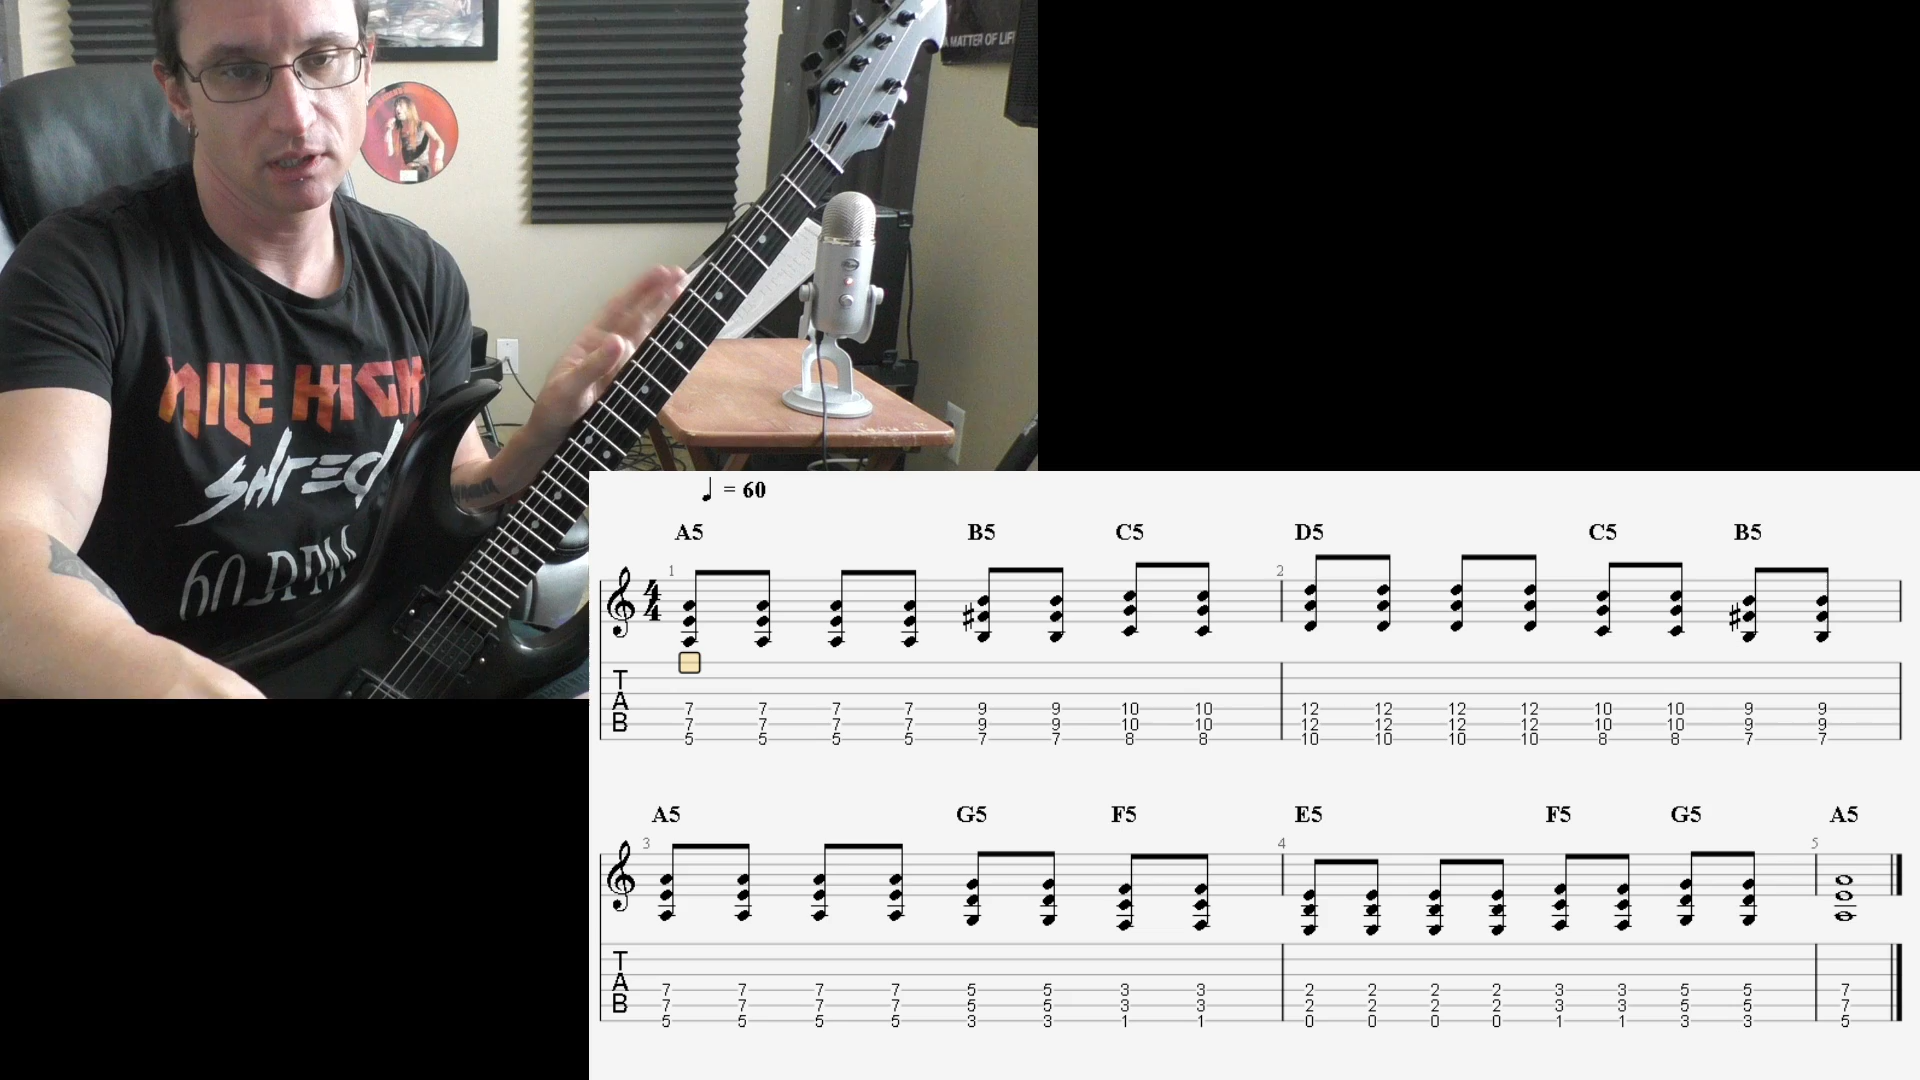 A MATTER OF LIF
MILE HIGH
shred
60 BPM
= 60
A5 B5 C5 D5 C5 B5
1 2
4
4
T
A
B
7 7 7 7 9 9 10 10 12 12 12 12 10 10 9 9
7 7 7 7 9 9 10 10 12 12 12 12 10 10 9 9
5 5 5 5 7 7 8 8 10 10 10 10 8 8 7 7
A5 G5 F5 E5 F5 G5 A5
3 4 5
T
A
B
7 7 7 7 5 5 3 3 2 2 2 2 3 3 5 5 7
7 7 7 7 5 5 3 3 2 2 2 2 3 3 5 5 7
5 5 5 5 3 3 1 1 0 0 0 0 1 1 3 3 5